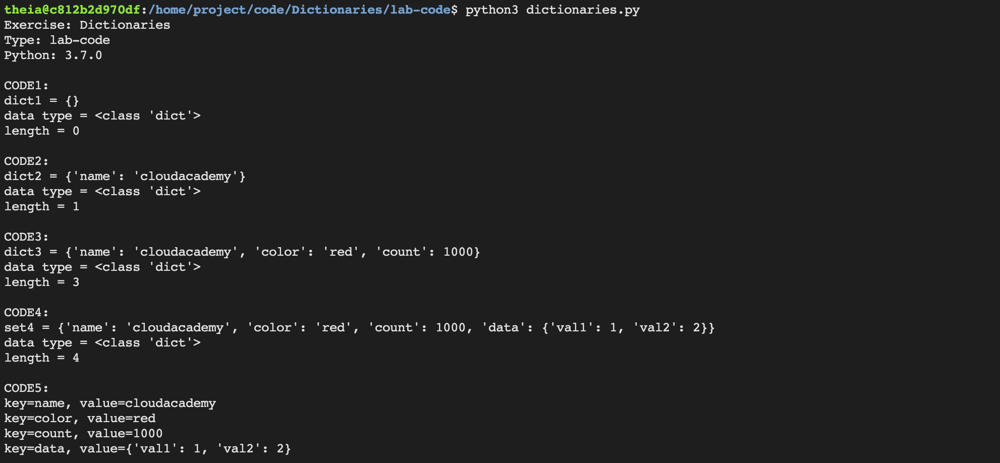 theia@c812b2d970df:/home/project/code/Dictionaries/lab-code$ python3 dictionaries.py
Exercise: Dictionaries
Type: lab-code
Python: 3.7.0
CODE1:
dict1 = {}
data type = <class 'dict'>
length = 0
CODE2:
dict2 = {'name': 'cloudacademy'}
data type = <class 'dict'>
length = 1
CODE3:
dict3 = {'name': 'cloudacademy', 'color': 'red', 'count': 1000}
data type = <class 'dict'>
length = 3
CODE4:
set4 = {'name': 'cloudacademy', 'color': 'red', 'count': 1000, 'data': {'val1': 1, 'val2': 2}}
data type = <class 'dict'>
length = 4
CODE5:
key=name, value=cloudacademy
key=color, value=red
key=count, value=1000
key=data, value={'val1': 1, 'val2': 2}